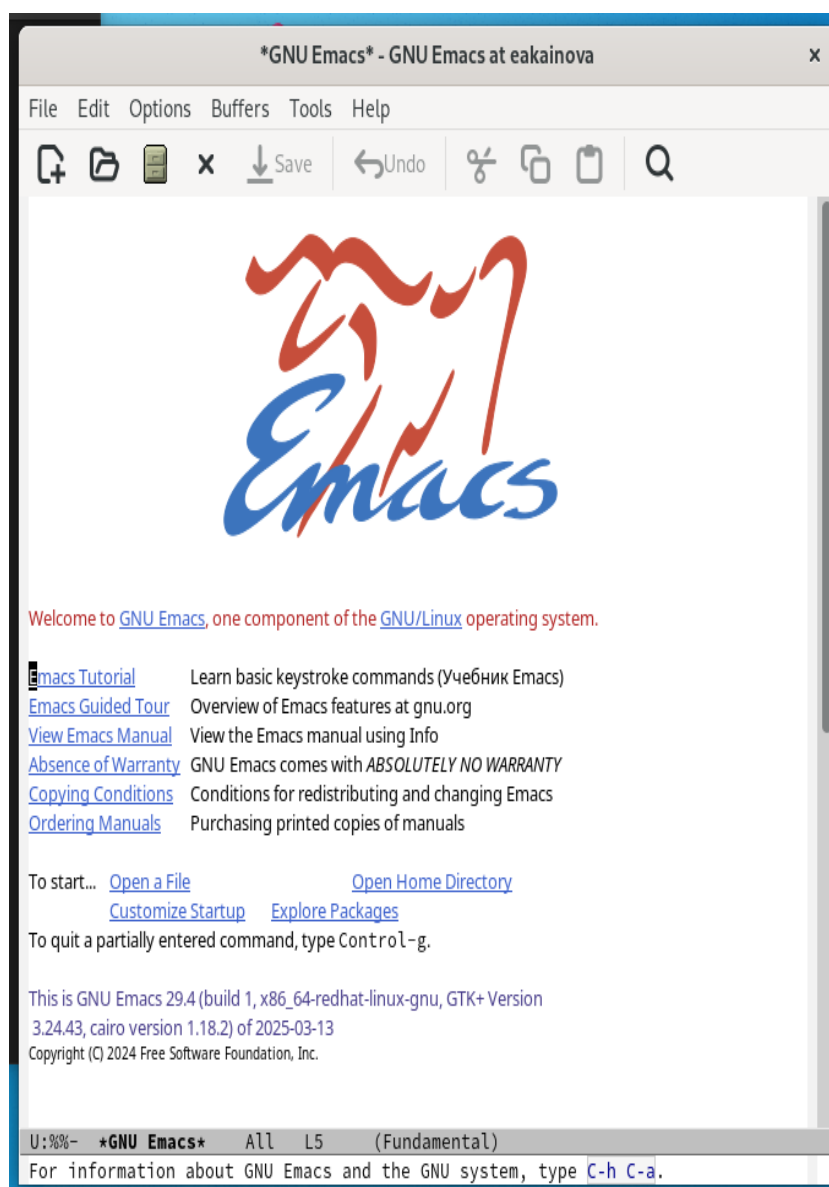 *GNU Emacs* - GNU Emacs at eakainova
File Edit Options Buffers Tools Help
Save Undo
Emacs
Welcome to GNU Emacs, one component of the GNU/Linux operating system.
Emacs Tutorial Learn basic keystroke commands (Учебник Emacs)
Emacs Guided Tour Overview of Emacs features at gnu.org
View Emacs Manual View the Emacs manual using Info
Absence of Warranty GNU Emacs comes with ABSOLUTELY NO WARRANTY
Copying Conditions Conditions for redistributing and changing Emacs
Ordering Manuals Purchasing printed copies of manuals
To start... Open a File Open Home Directory
Customize Startup Explore Packages
To quit a partially entered command, type Control-g.
This is GNU Emacs 29.4 (build 1, x86_64-redhat-linux-gnu, GTK+ Version
3.24.43, cairo version 1.18.2) of 2025-03-13
Copyright (C) 2024 Free Software Foundation, Inc.
U:%%- *GNU Emacs* All L5 (Fundamental)
For information about GNU Emacs and the GNU system, type C-h C-a.